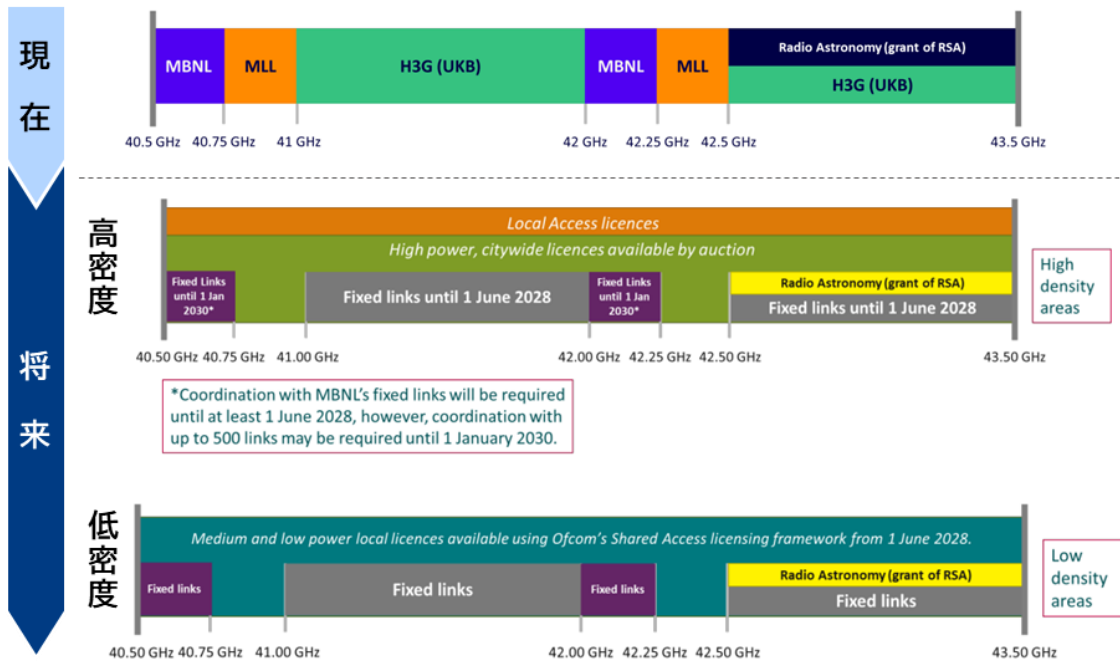 現
在
MBNL
MLL
H3G (UKB)
MBNL
MLL
Radio Astronomy (grant of RSA)
H3G (UKB)
40.5 GHz
40.75 GHz
41 GHz
42 GHz
42.25 GHz
42.5 GHz
43.5 GHz
将
来
高密度
Local Access licences
High power, citywide licences available by auction
Fixed Links
until 1 Jan
2030*
Fixed links until 1 June 2028
Fixed Links
until 1 Jan
2030*
Radio Astronomy (grant of RSA)
Fixed links until 1 June 2028
High
density
areas
40.50 GHz
40.75 GHz
41.00 GHz
42.00 GHz
42.25 GHz
42.50 GHz
43.50 GHz
*Coordination with MBNL's fixed links will be required
until at least 1 June 2028, however, coordination with
up to 500 links may be required until 1 January 2030.
低密度
Medium and low power local licences available using Ofcom's Shared Access licensing framework from 1 June 2028.
Fixed links
Fixed links
Fixed links
Radio Astronomy (grant of RSA)
Fixed links
Low
density
areas
40.50 GHz
40.75 GHz
41.00 GHz
42.00 GHz
42.25 GHz
42.50 GHz
43.50 GHz